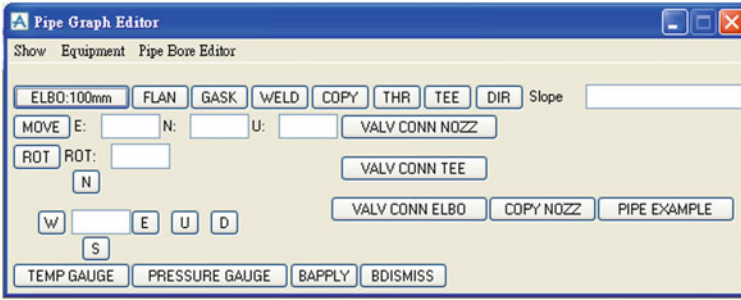 Pipe Graph Editor
Show Equipment Pipe Bore Editor
ELBO:100mm FLAN GASK WELD COPY THR TEE DIR Slope
MOVE E: N: U: VALV CONN NOZZ
ROT ROT: VALV CONN TEE
N
VALV CONN ELBO COPY NOZZ PIPE EXAMPLE
W E U D
S
TEMP GAUGE PRESSURE GAUGE BAPPLY BDISMISS